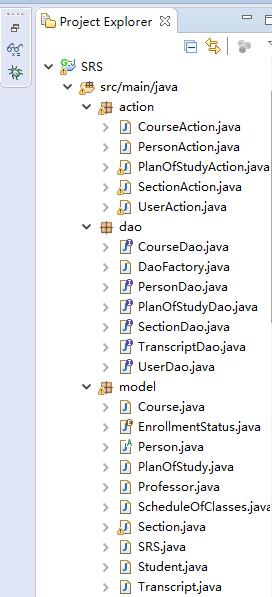 Project Explorer
SRS
src/main/java
action
CourseAction.java
PersonAction.java
PlanOfStudyAction.java
SectionAction.java
UserAction.java
dao
CourseDao.java
DaoFactory.java
PersonDao.java
PlanOfStudyDao.java
SectionDao.java
TranscriptDao.java
UserDao.java
model
Course.java
EnrollmentStatus.java
Person.java
PlanOfStudy.java
Professor.java
ScheduleOfClasses.java
Section.java
SRS.java
Student.java
Transcript.java